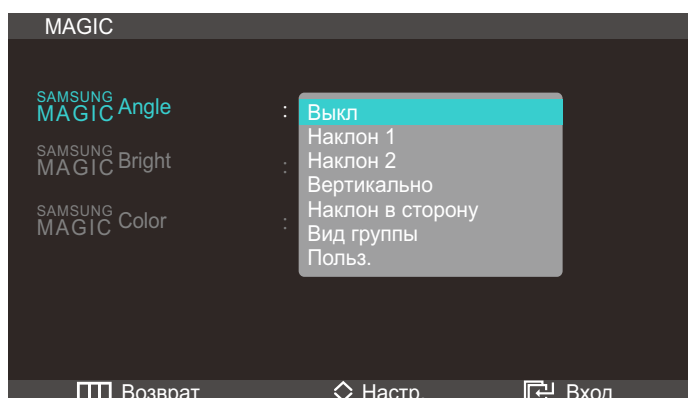 MAGIC
SAMSUNG
MAGIC Angle :
Выкл
Наклон 1
Наклон 2
SAMSUNG
MAGIC Bright :
Вертикально
Наклон в сторону
SAMSUNG
MAGIC Color :
Вид группы
Польз.
Возврат Настр. Вход